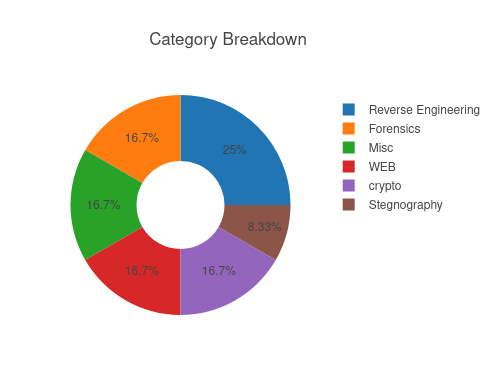 Category Breakdown
Reverse Engineering
Forensics
Misc
WEB
crypto
Stegnography
16.7%
25%
16.7%
8.33%
16.7%
16.7%